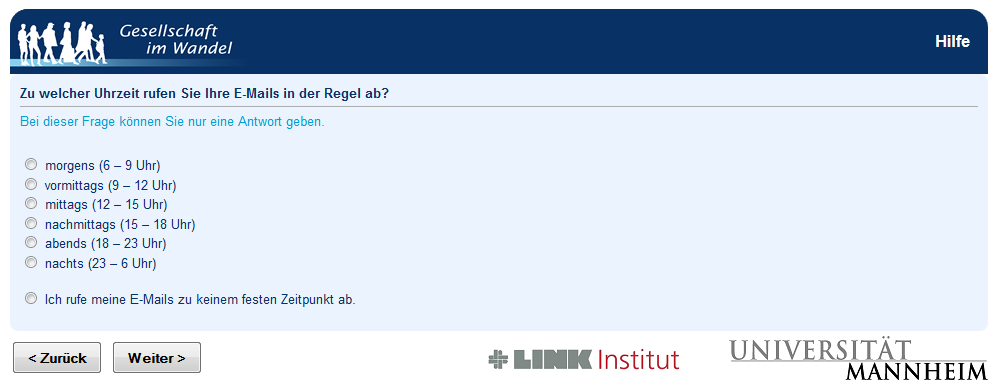 Gesellschaft
im Wandel
Hilfe
Zu welcher Uhrzeit rufen Sie Ihre E-Mails in der Regel ab?
Bei dieser Frage können Sie nur eine Antwort geben.
morgens (6 – 9 Uhr)
vormittags (9 – 12 Uhr)
mittags (12 – 15 Uhr)
nachmittags (15 – 18 Uhr)
abends (18 – 23 Uhr)
nachts (23 – 6 Uhr)
Ich rufe meine E-Mails zu keinem festen Zeitpunkt ab.
< Zurück
Weiter >
LINK Institut
UNIVERSITÄT
MANNHEIM